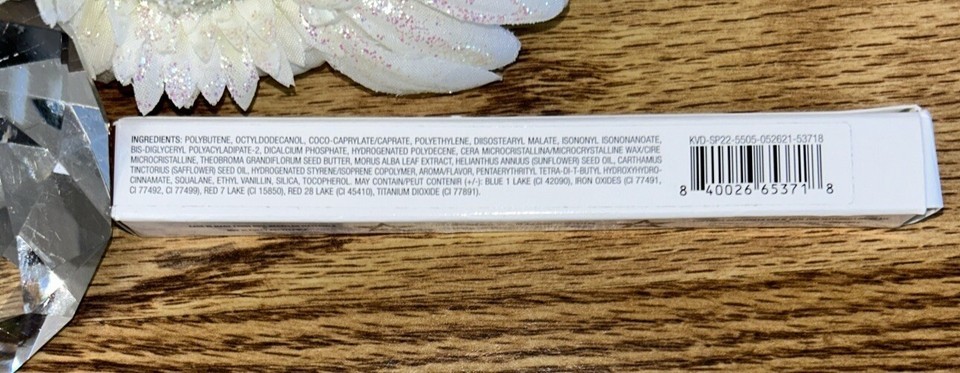 INGREDIENTS: POLYBUTENE, OCTYLDODECANOL, COCO-CAPRYLATE/CAPRATE, POLYETHYLENE, DIISOSTEARYL MALATE, ISONONYL ISONONANOATE,
BIS-DIGLYCERYL POLYACYLADIPATE-2, DICALCIUM PHOSPHATE, HYDROGENATED POLYDECENE, CERA MICROCRISTALLINA/MICROCRYSTALLINE WAX/CIRE
MICROCRISTALLINE, THEOBROMA GRANDIFLORUM SEED BUTTER, MORUS ALBA LEAF EXTRACT, HELIANTHUS ANNUUS (SUNFLOWER) SEED OIL, CARTHAMUS
TINCTORIUS (SAFFLOWER) SEED OIL, HYDROGENATED STYRENE/ISOPRENE COPOLYMER, AROMA/FLAVOR, PENTAERYTHRITYL TETRA-DI-T-BUTYL HYDROXYHYDRO-
CINNAMATE, SQUALANE, ETHYL VANILLIN, SILICA, TOCOPHEROL. MAY CONTAIN/PEUT CONTENIR (+/-): BLUE 1 LAKE (CI 42090), IRON OXIDES (CI 77491,
CI 77492, CI 77499), RED 7 LAKE (CI 15850), RED 28 LAKE (CI 45410), TITANIUM DIOXIDE (CI 77891).
KVD-SP22-5505-052621-53718
8 40026 65371 8